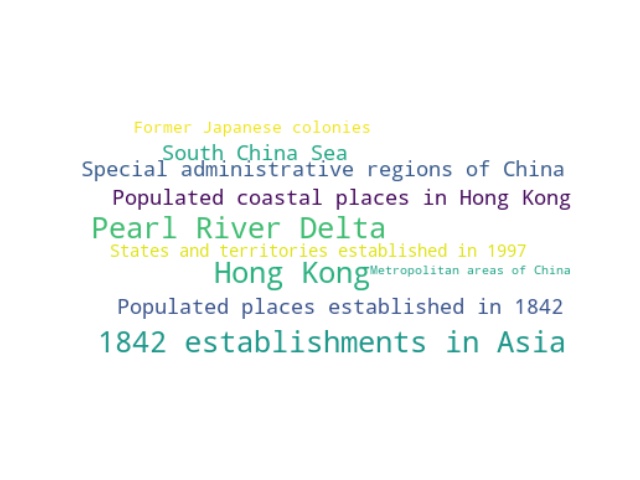 Former Japanese colonies
South China Sea
Special administrative regions of China
Populated coastal places in Hong Kong
Pearl River Delta
States and territories established in 1997
Hong Kong
Metropolitan areas of China
Populated places established in 1842
1842 establishments in Asia